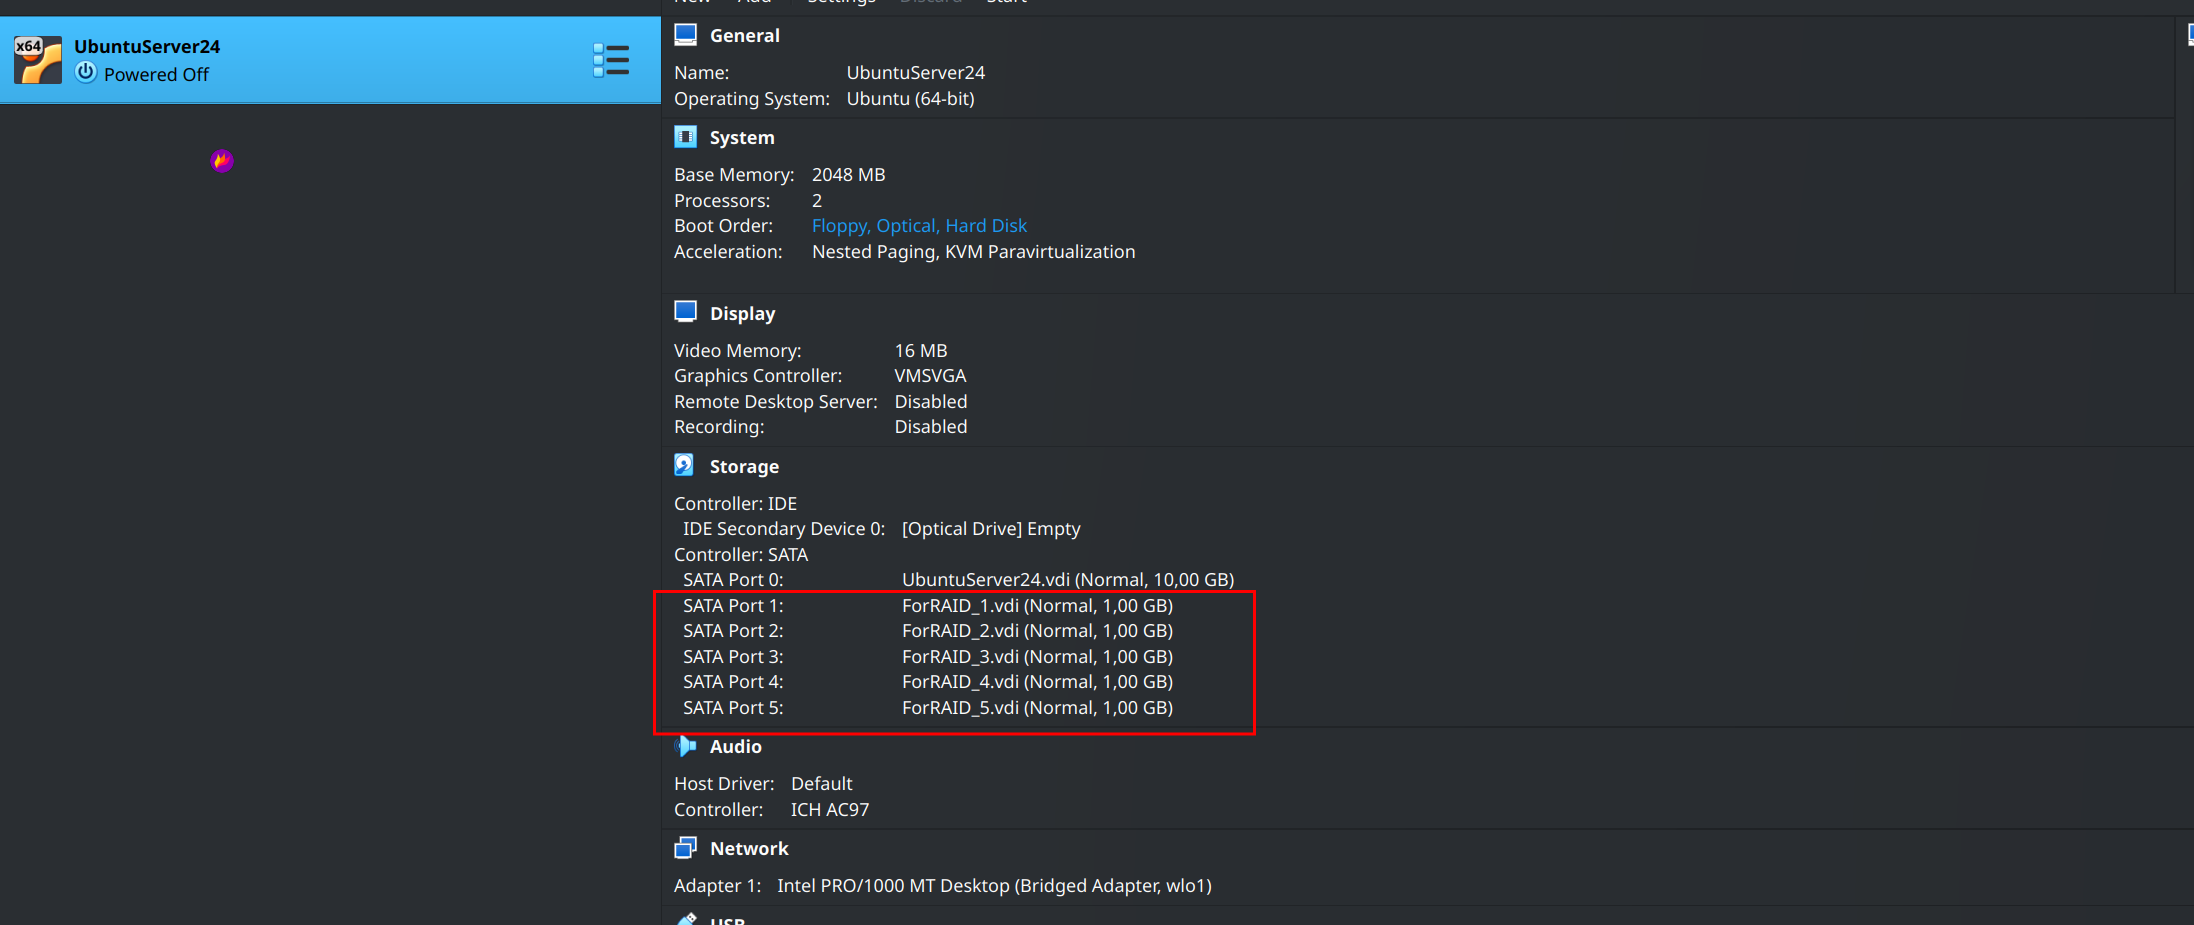 New Add Settings Discard Start
x64 UbuntuServer24
Powered Off
General
Name: UbuntuServer24
Operating System: Ubuntu (64-bit)
System
Base Memory: 2048 MB
Processors: 2
Boot Order: Floppy, Optical, Hard Disk
Acceleration: Nested Paging, KVM Paravirtualization
Display
Video Memory: 16 MB
Graphics Controller: VMSVGA
Remote Desktop Server: Disabled
Recording: Disabled
Storage
Controller: IDE
IDE Secondary Device 0: [Optical Drive] Empty
Controller: SATA
SATA Port 0: UbuntuServer24.vdi (Normal, 10,00 GB)
SATA Port 1: ForRAID_1.vdi (Normal, 1,00 GB)
SATA Port 2: ForRAID_2.vdi (Normal, 1,00 GB)
SATA Port 3: ForRAID_3.vdi (Normal, 1,00 GB)
SATA Port 4: ForRAID_4.vdi (Normal, 1,00 GB)
SATA Port 5: ForRAID_5.vdi (Normal, 1,00 GB)
Audio
Host Driver: Default
Controller: ICH AC97
Network
Adapter 1: Intel PRO/1000 MT Desktop (Bridged Adapter, wlo1)
USB